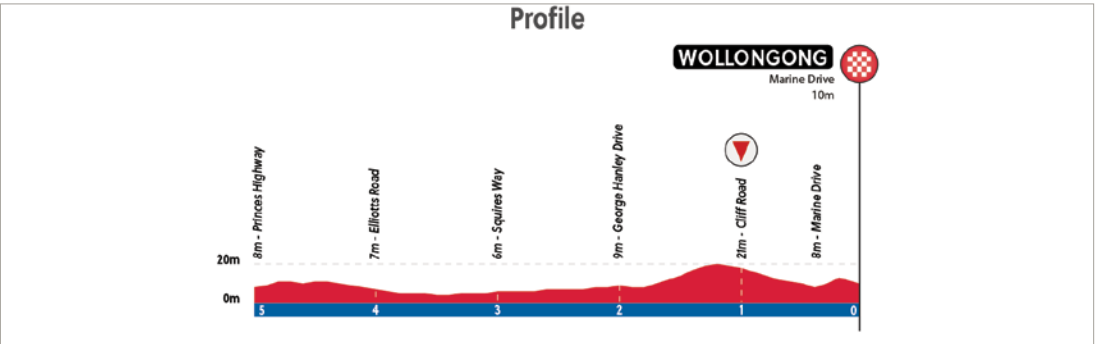 Profile
WOLLONGONG
Marine Drive
10m
8m - Princes Highway
7m - Elliotts Road
6m - Squires Way
9m - George Hanley Drive
21m - Cliff Road
8m - Marine Drive
20m
0m
5 4 3 2 1 0